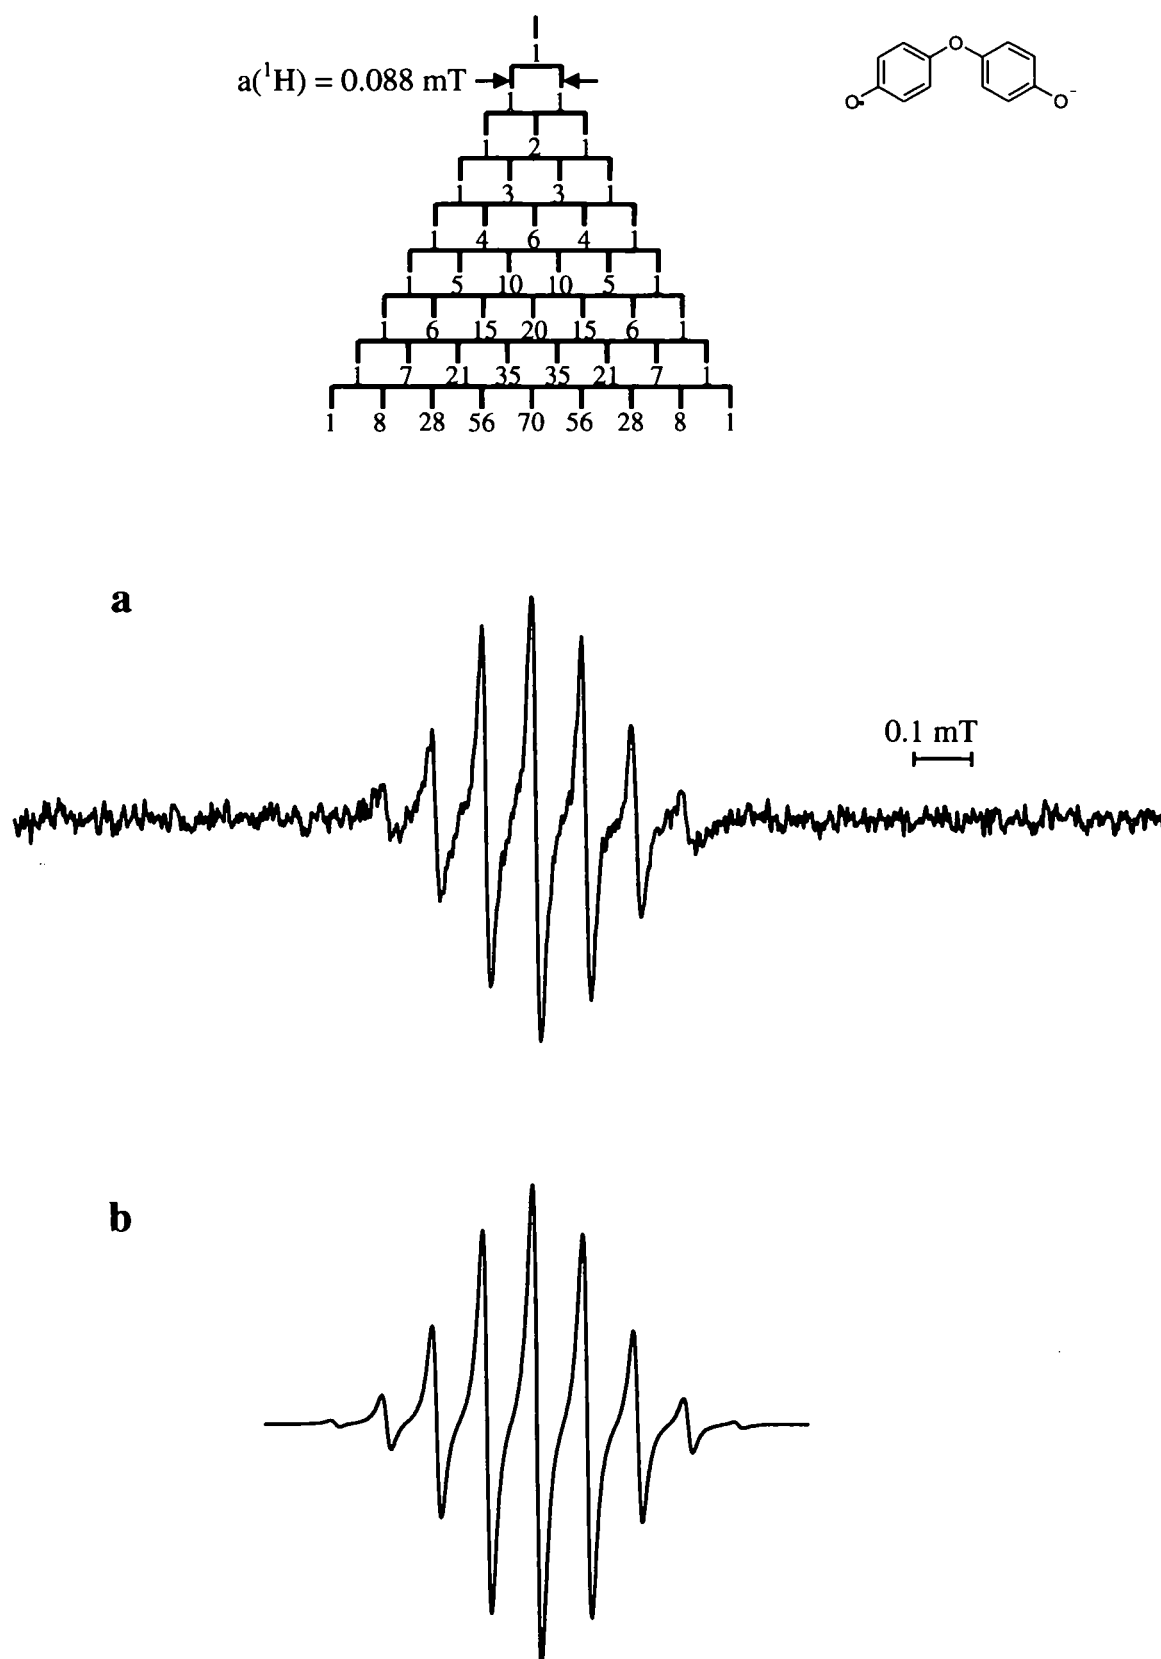 1
a(¹H) = 0.088 mT
1 1
1 2 1
1 3 3 1
1 4 6 4 1
1 5 10 10 5 1
1 6 15 20 15 6 1
1 7 21 35 35 21 7 1
1 8 28 56 70 56 28 8 1
O
O• O⁻
a
0.1 mT
b